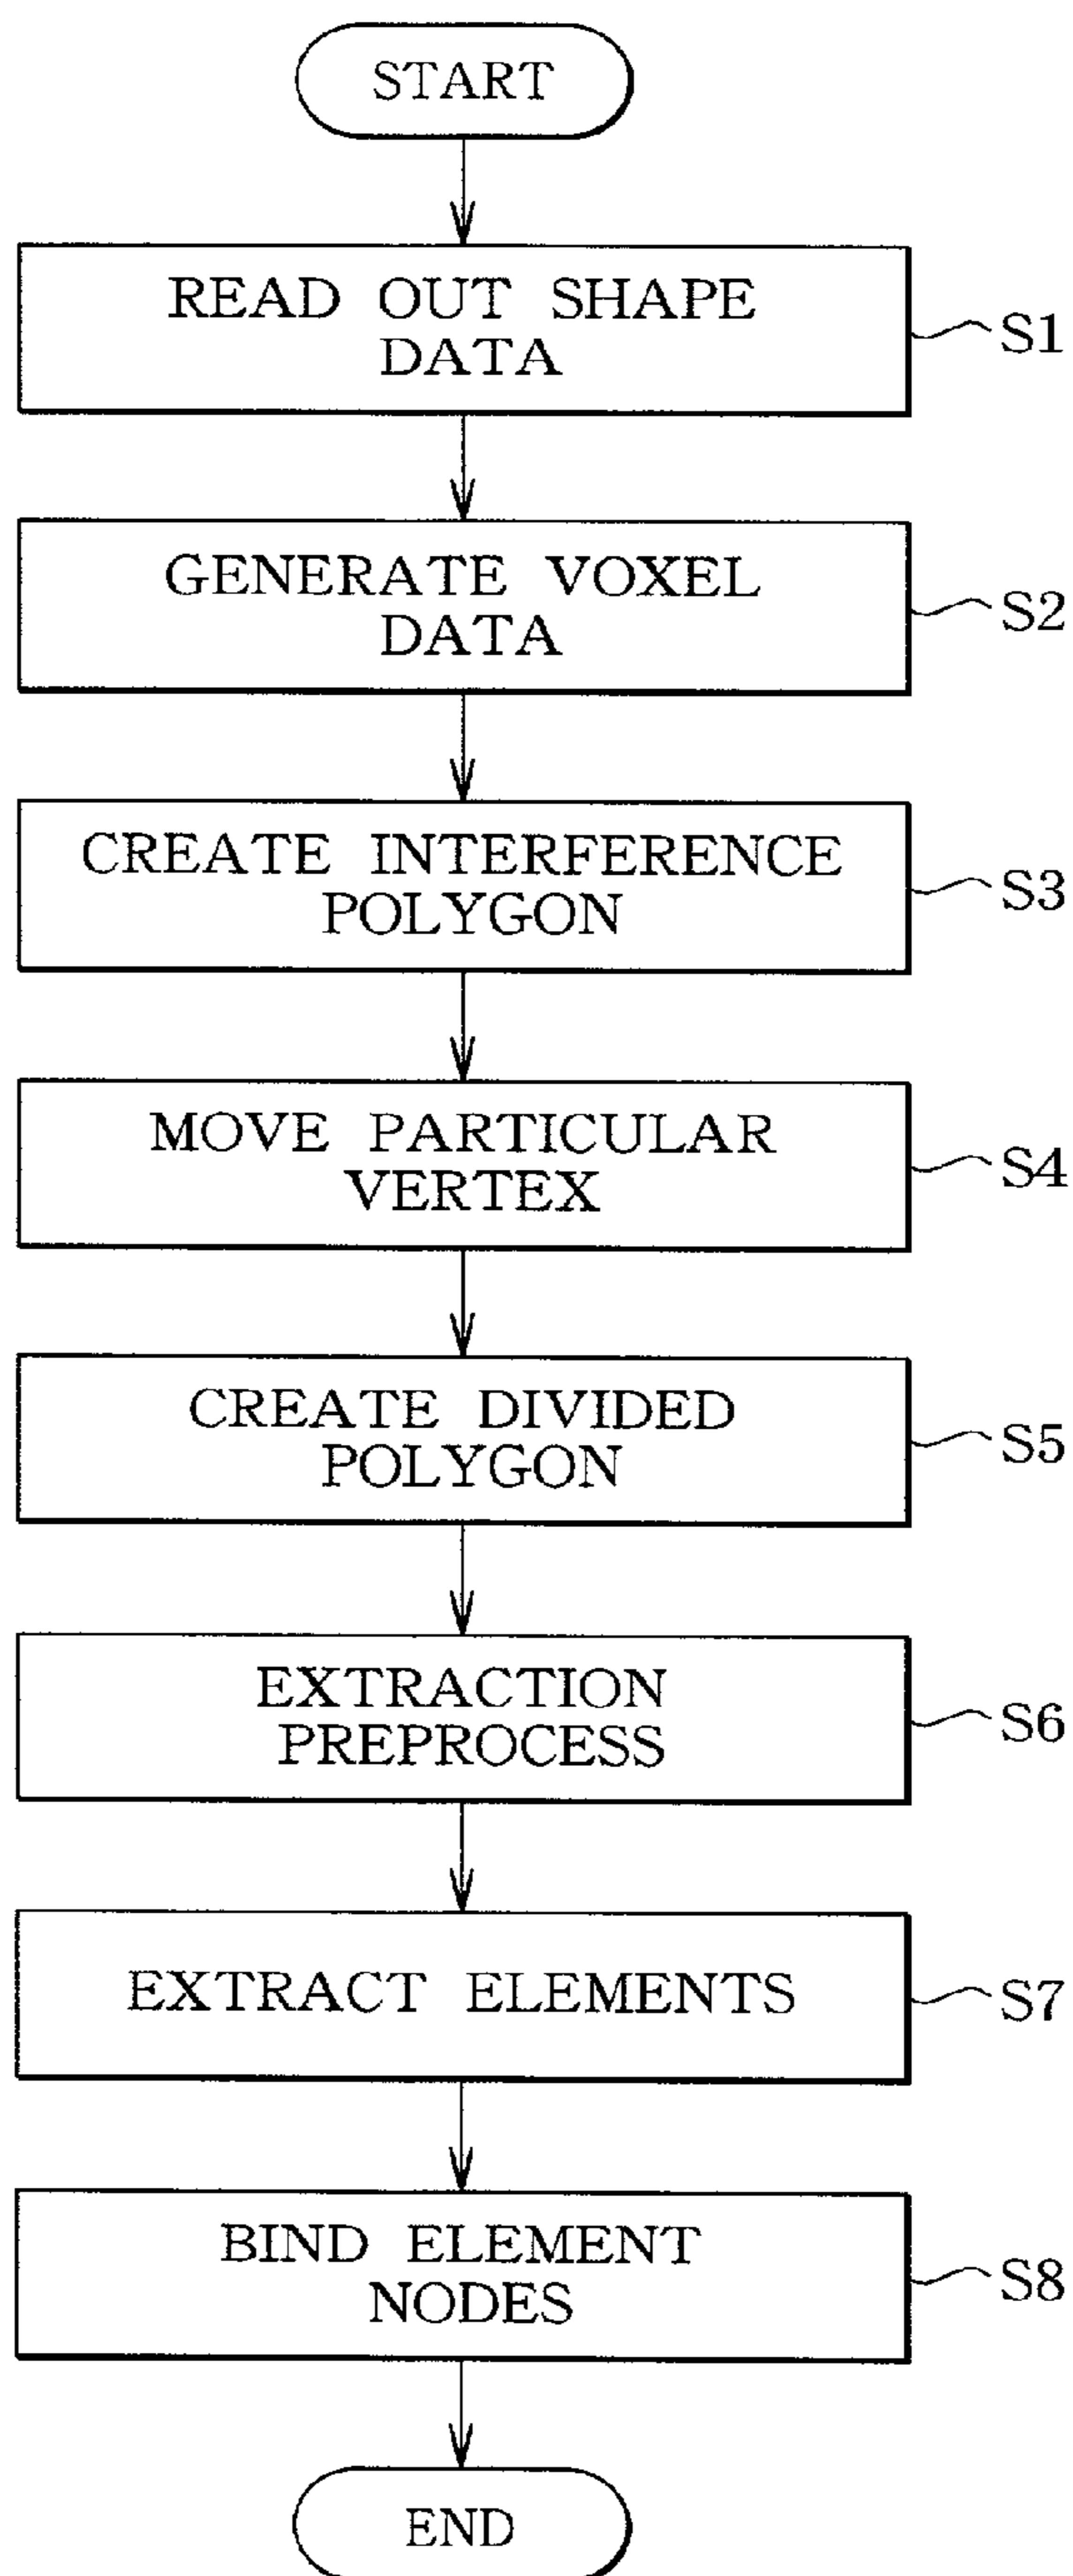 START
READ OUT SHAPE
DATA
S1
GENERATE VOXEL
DATA
S2
CREATE INTERFERENCE
POLYGON
S3
MOVE PARTICULAR
VERTEX
S4
CREATE DIVIDED
POLYGON
S5
EXTRACTION
PREPROCESS
S6
EXTRACT ELEMENTS
S7
BIND ELEMENT
NODES
S8
END